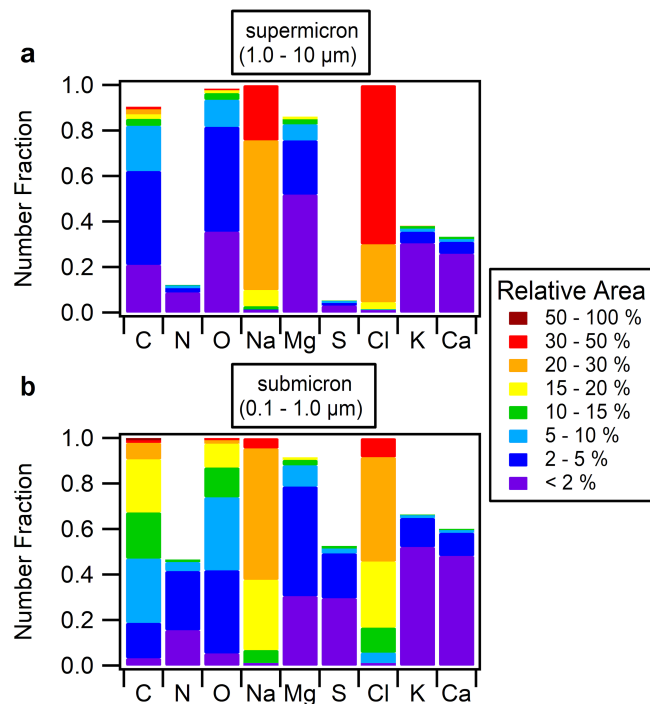 a
supermicron
(1.0 - 10 µm)
Number Fraction
1.0
0.8
0.6
0.4
0.2
0.0
C N O Na Mg S Cl K Ca
Relative Area
50 - 100 %
30 - 50 %
20 - 30 %
15 - 20 %
10 - 15 %
5 - 10 %
2 - 5 %
< 2 %
b
submicron
(0.1 - 1.0 µm)
Number Fraction
1.0
0.8
0.6
0.4
0.2
0.0
C N O Na Mg S Cl K Ca